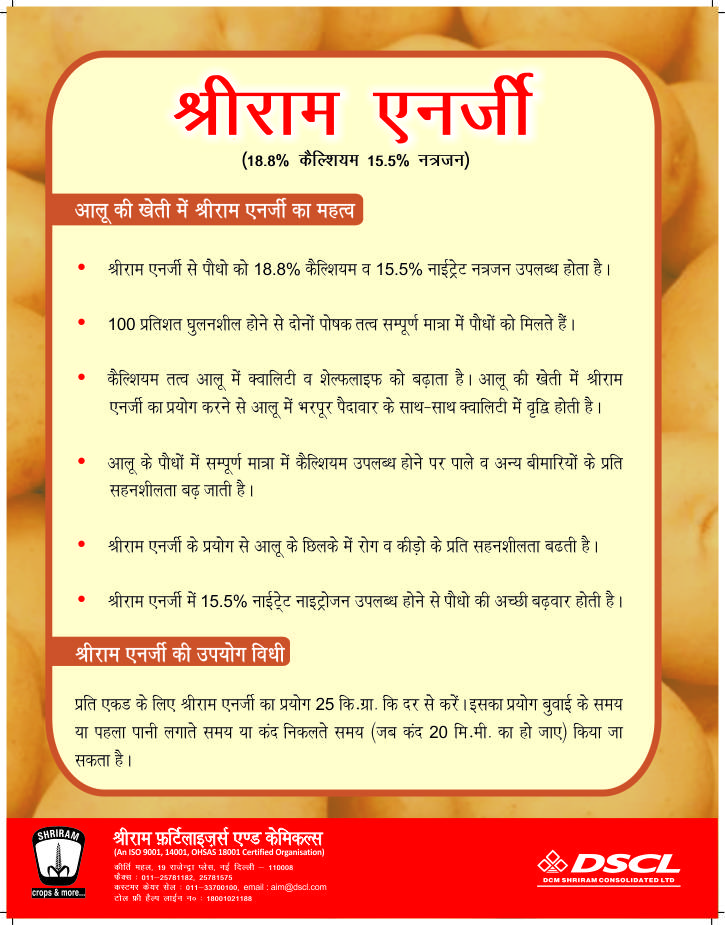 श्रीराम एनर्जी
(18.8% कैल्शियम 15.5% नत्रजन)
आलू की खेती में श्रीराम एनर्जी का महत्व
• श्रीराम एनर्जी से पौधो को 18.8% कैल्शियम व 15.5% नाईट्रेट नत्रजन उपलब्ध होता है।
• 100 प्रतिशत घुलनशील होने से दोनों पोषक तत्व सम्पूर्ण मात्रा में पौधों को मिलते हैं।
• कैल्शियम तत्व आलू में क्वालिटी व शेल्फलाइफ को बढ़ाता है। आलू की खेती में श्रीराम
एनर्जी का प्रयोग करने से आलू में भरपूर पैदावार के साथ-साथ क्वालिटी में वृद्वि होती है।
• आलू के पौधों में सम्पूर्ण मात्रा में कैल्शियम उपलब्ध होने पर पाले व अन्य बीमारियों के प्रति
सहनशीलता बढ़ जाती है।
• श्रीराम एनर्जी के प्रयोग से आलू के छिलके में रोग व कीड़ो के प्रति सहनशीलता बढती है।
• श्रीराम एनर्जी में 15.5% नाईट्रेट नाइट्रोजन उपलब्ध होने से पौधो की अच्छी बढ़वार होती है।
श्रीराम एनर्जी की उपयोग विधी
प्रति एकड के लिए श्रीराम एनर्जी का प्रयोग 25 कि.ग्रा. कि दर से करें। इसका प्रयोग बुवाई के समय
या पहला पानी लगाते समय या कंद निकलते समय (जब कंद 20 मि.मी. का हो जाए) किया जा
सकता है।
SHRIRAM
crops & more...
श्रीराम फ़र्टिलाइज़र्स एण्ड केमिकल्स
(An ISO 9001, 14001, OHSAS 18001 Certified Organisation)
कीर्ति महल, 19 राजेन्द्रा प्लेस, नई दिल्ली – 110008
फैक्स : 011-25781182, 25781575
कस्टमर केयर सेल : 011-33700100, email : aim@dscl.com
टोल फ्री हैल्प लाईन न० : 18001021188
DSCL
DCM SHRIRAM CONSOLIDATED LTD